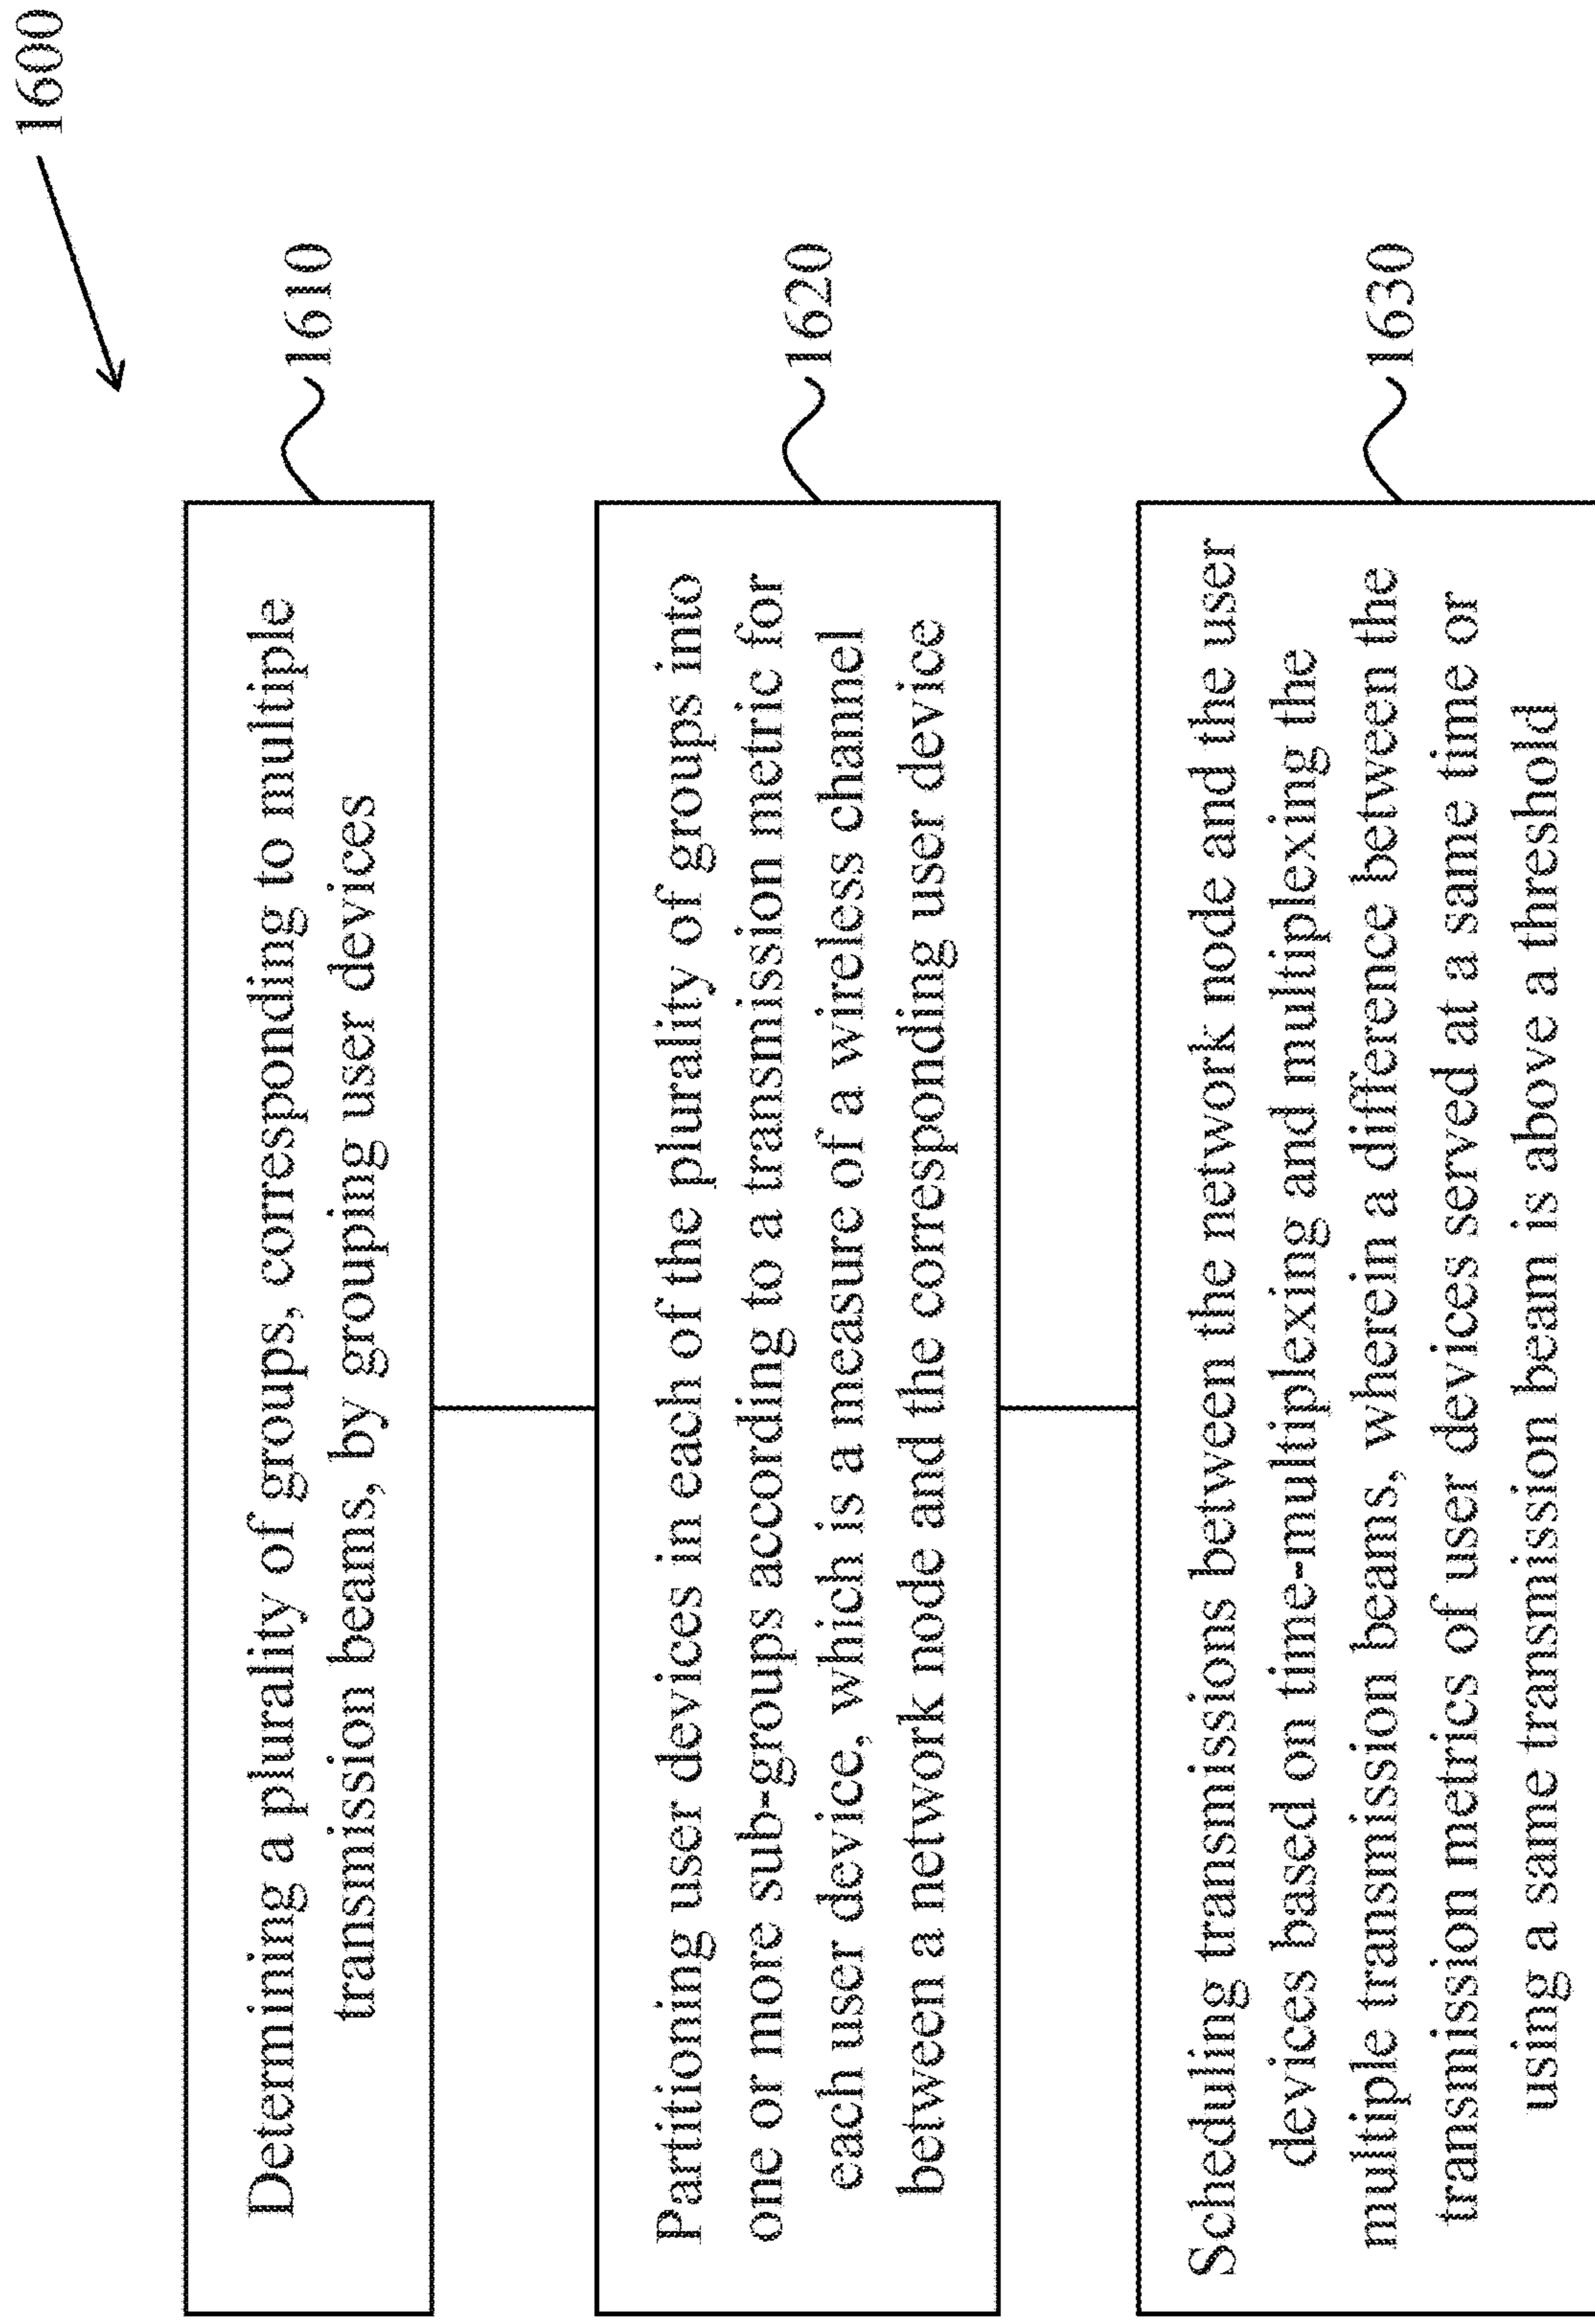 1600
Determining a plurality of groups, corresponding to multiple
transmission beams, by grouping user devices
1610
Partitioning user devices in each of the plurality of groups into
one or more sub-groups according to a transmission metric for
each user device, which is a measure of a wireless channel
between a network node and the corresponding user device
1620
Scheduling transmissions between the network node and the user
devices based on time-multiplexing and multiplexing the
multiple transmission beams, wherein a difference between the
transmission metrics of user devices served at a same time or
using a same transmission beam is above a threshold
1630